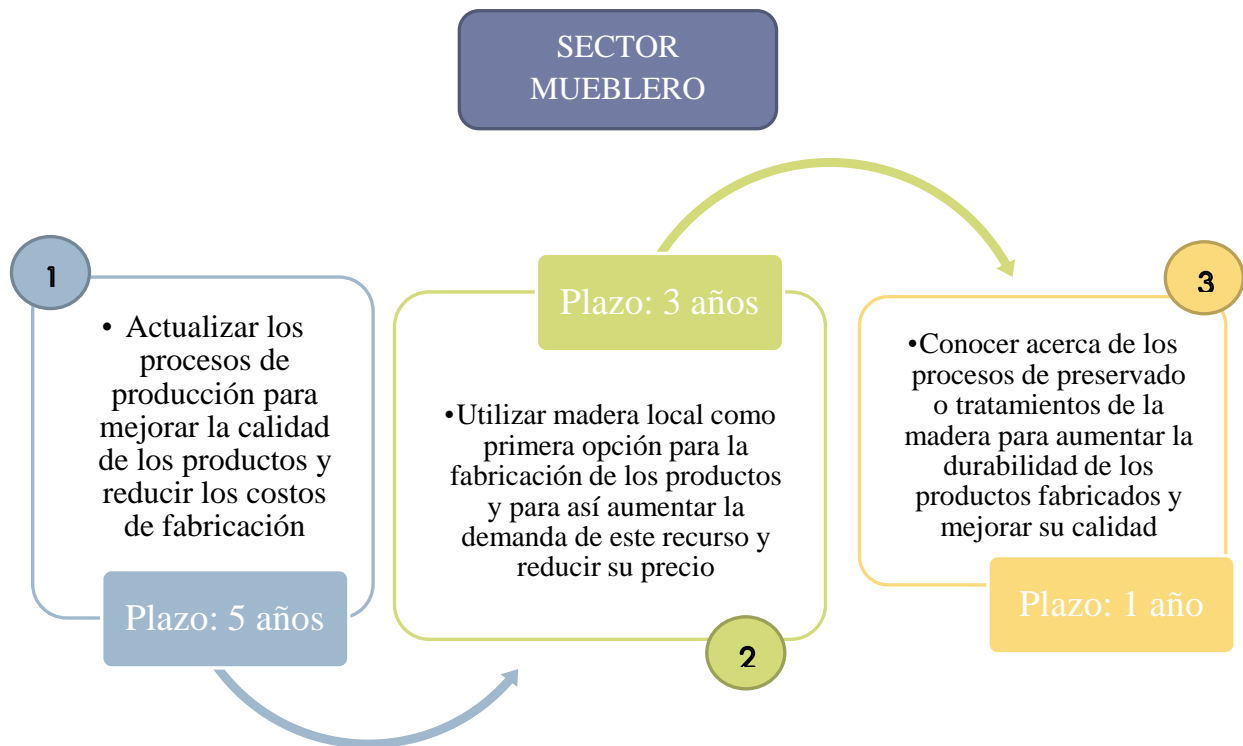 SECTOR
MUEBLERO
1
• Actualizar los
procesos de
producción para
mejorar la calidad
de los productos y
reducir los costos
de fabricación
Plazo: 5 años
Plazo: 3 años
•Utilizar madera local como
primera opción para la
fabricación de los productos
y para así aumentar la
demanda de este recurso y
reducir su precio
2
3
•Conocer acerca de los
procesos de preservado
o tratamientos de la
madera para aumentar la
durabilidad de los
productos fabricados y
mejorar su calidad
Plazo: 1 año